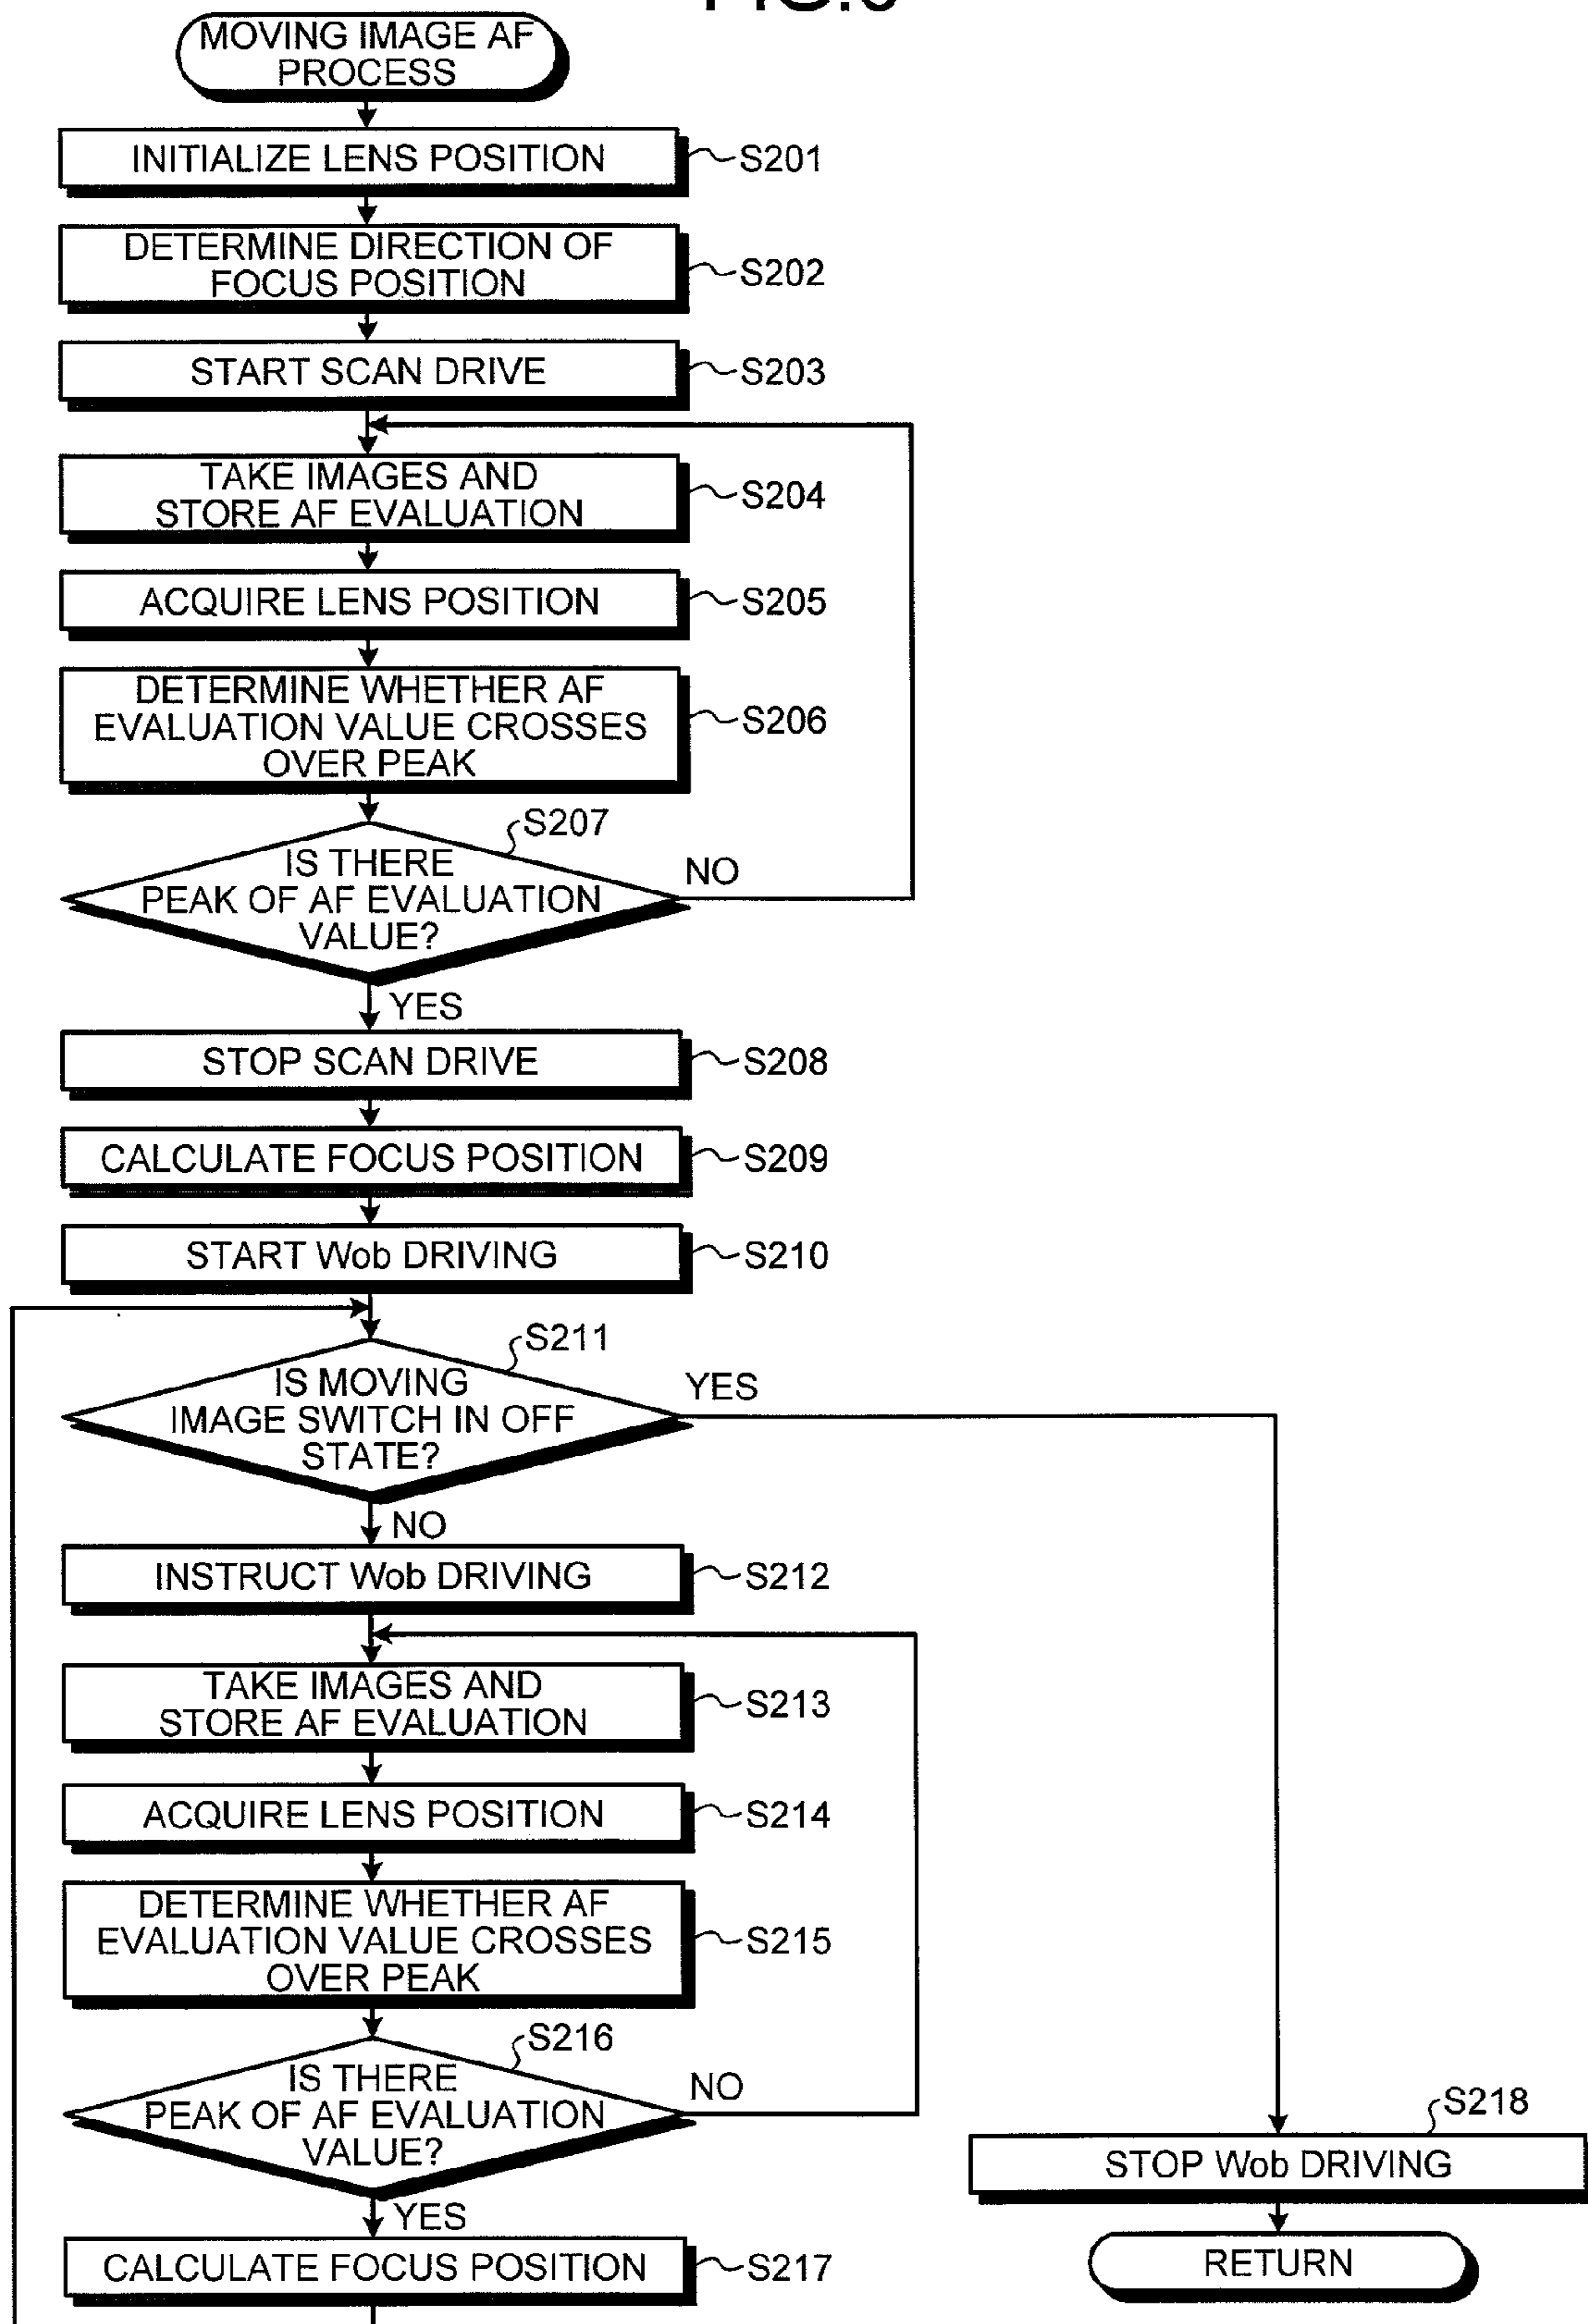 MOVING IMAGE AF
PROCESS
INITIALIZE LENS POSITION
S201
DETERMINE DIRECTION OF
FOCUS POSITION
S202
START SCAN DRIVE
S203
TAKE IMAGES AND
STORE AF EVALUATION
S204
ACQUIRE LENS POSITION
S205
DETERMINE WHETHER AF
EVALUATION VALUE CROSSES
OVER PEAK
S206
S207
IS THERE
PEAK OF AF EVALUATION
VALUE?
NO
YES
STOP SCAN DRIVE
S208
CALCULATE FOCUS POSITION
S209
START Wob DRIVING
S210
S211
IS MOVING
IMAGE SWITCH IN OFF
STATE?
YES
NO
INSTRUCT Wob DRIVING
S212
TAKE IMAGES AND
STORE AF EVALUATION
S213
ACQUIRE LENS POSITION
S214
DETERMINE WHETHER AF
EVALUATION VALUE CROSSES
OVER PEAK
S215
S216
IS THERE
PEAK OF AF EVALUATION
VALUE?
NO
YES
CALCULATE FOCUS POSITION
S217
S218
STOP Wob DRIVING
RETURN